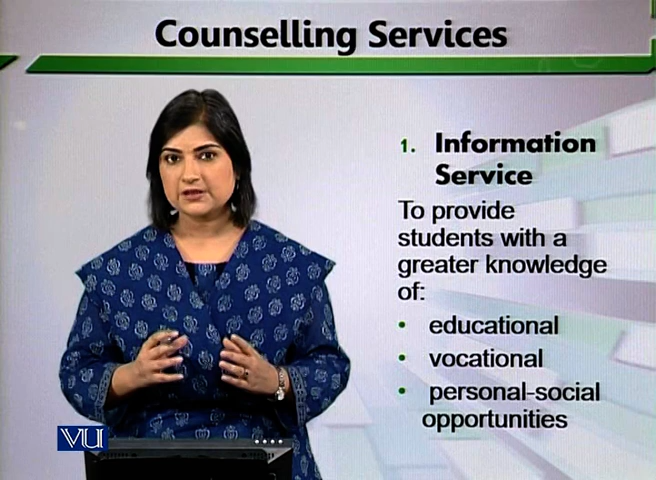 Counselling Services
1. Information
Service
To provide
students with a
greater knowledge
of:
• educational
• vocational
• personal-social
opportunities
VU